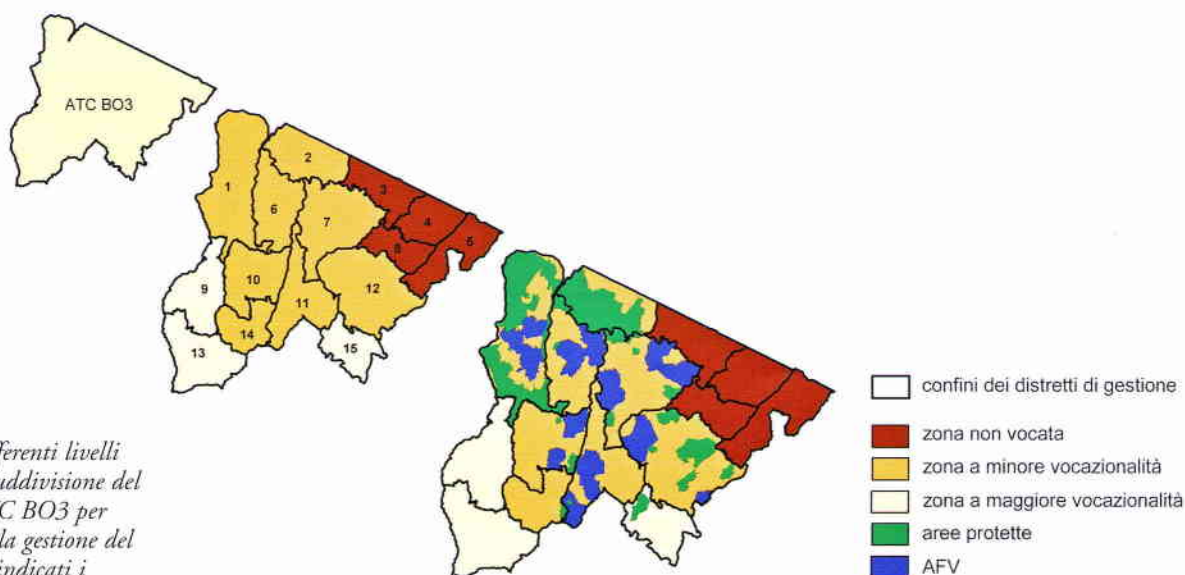 ATC BO3
1
2
3
4
5
6
7
8
9
10
11
12
13
14
15
confini dei distretti di gestione
zona non vocata
zona a minore vocazionalità
zona a maggiore vocazionalità
aree protette
AFV
fferenti livelli
uddivisione del
C BO3 per
la gestione del
indicati i